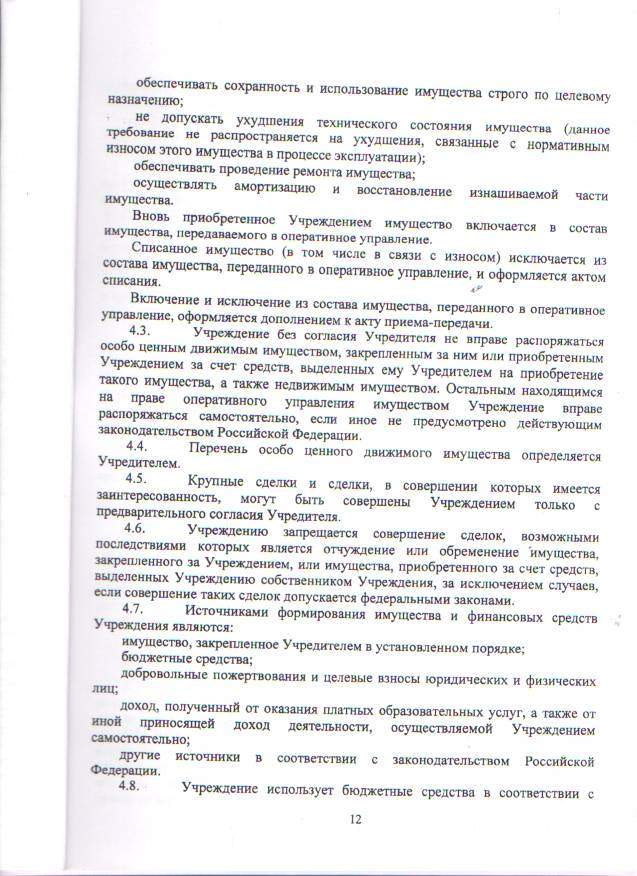 обеспечивать сохранность и использование имущества строго по целевому
назначению;
не допускать ухудшения технического состояния имущества (данное
требование не распространяется на ухудшения, связанные с нормативным
износом этого имущества в процессе эксплуатации);
обеспечивать проведение ремонта имущества;
осуществлять амортизацию и восстановление изнашиваемой части
имущества.
Вновь приобретенное Учреждением имущество включается в состав
имущества, передаваемого в оперативное управление.
Списанное имущество (в том числе в связи с износом) исключается из
состава имущества, переданного в оперативное управление, и оформляется актом
списания.
Включение и исключение из состава имущества, переданного в оперативное
управление, оформляется дополнением к акту приема-передачи.
4.3. Учреждение без согласия Учредителя не вправе распоряжаться
особо ценным движимым имуществом, закрепленным за ним или приобретенным
Учреждением за счет средств, выделенных ему Учредителем на приобретение
такого имущества, а также недвижимым имуществом. Остальным находящимся
на праве оперативного управления имуществом Учреждение вправе
распоряжаться самостоятельно, если иное не предусмотрено действующим
законодательством Российской Федерации.
4.4. Перечень особо ценного движимого имущества определяется
Учредителем.
4.5. Крупные сделки и сделки, в совершении которых имеется
заинтересованность, могут быть совершены Учреждением только с
предварительного согласия Учредителя.
4.6. Учреждению запрещается совершение сделок, возможными
последствиями которых является отчуждение или обременение имущества,
закрепленного за Учреждением, или имущества, приобретенного за счет средств,
выделенных Учреждению собственником Учреждения, за исключением случаев,
если совершение таких сделок допускается федеральными законами.
4.7. Источниками формирования имущества и финансовых средств
Учреждения являются:
имущество, закрепленное Учредителем в установленном порядке;
бюджетные средства;
добровольные пожертвования и целевые взносы юридических и физических
лиц;
доход, полученный от оказания платных образовательных услуг, а также от
иной приносящей доход деятельности, осуществляемой Учреждением
самостоятельно;
другие источники в соответствии с законодательством Российской
Федерации.
4.8. Учреждение использует бюджетные средства в соответствии с
12